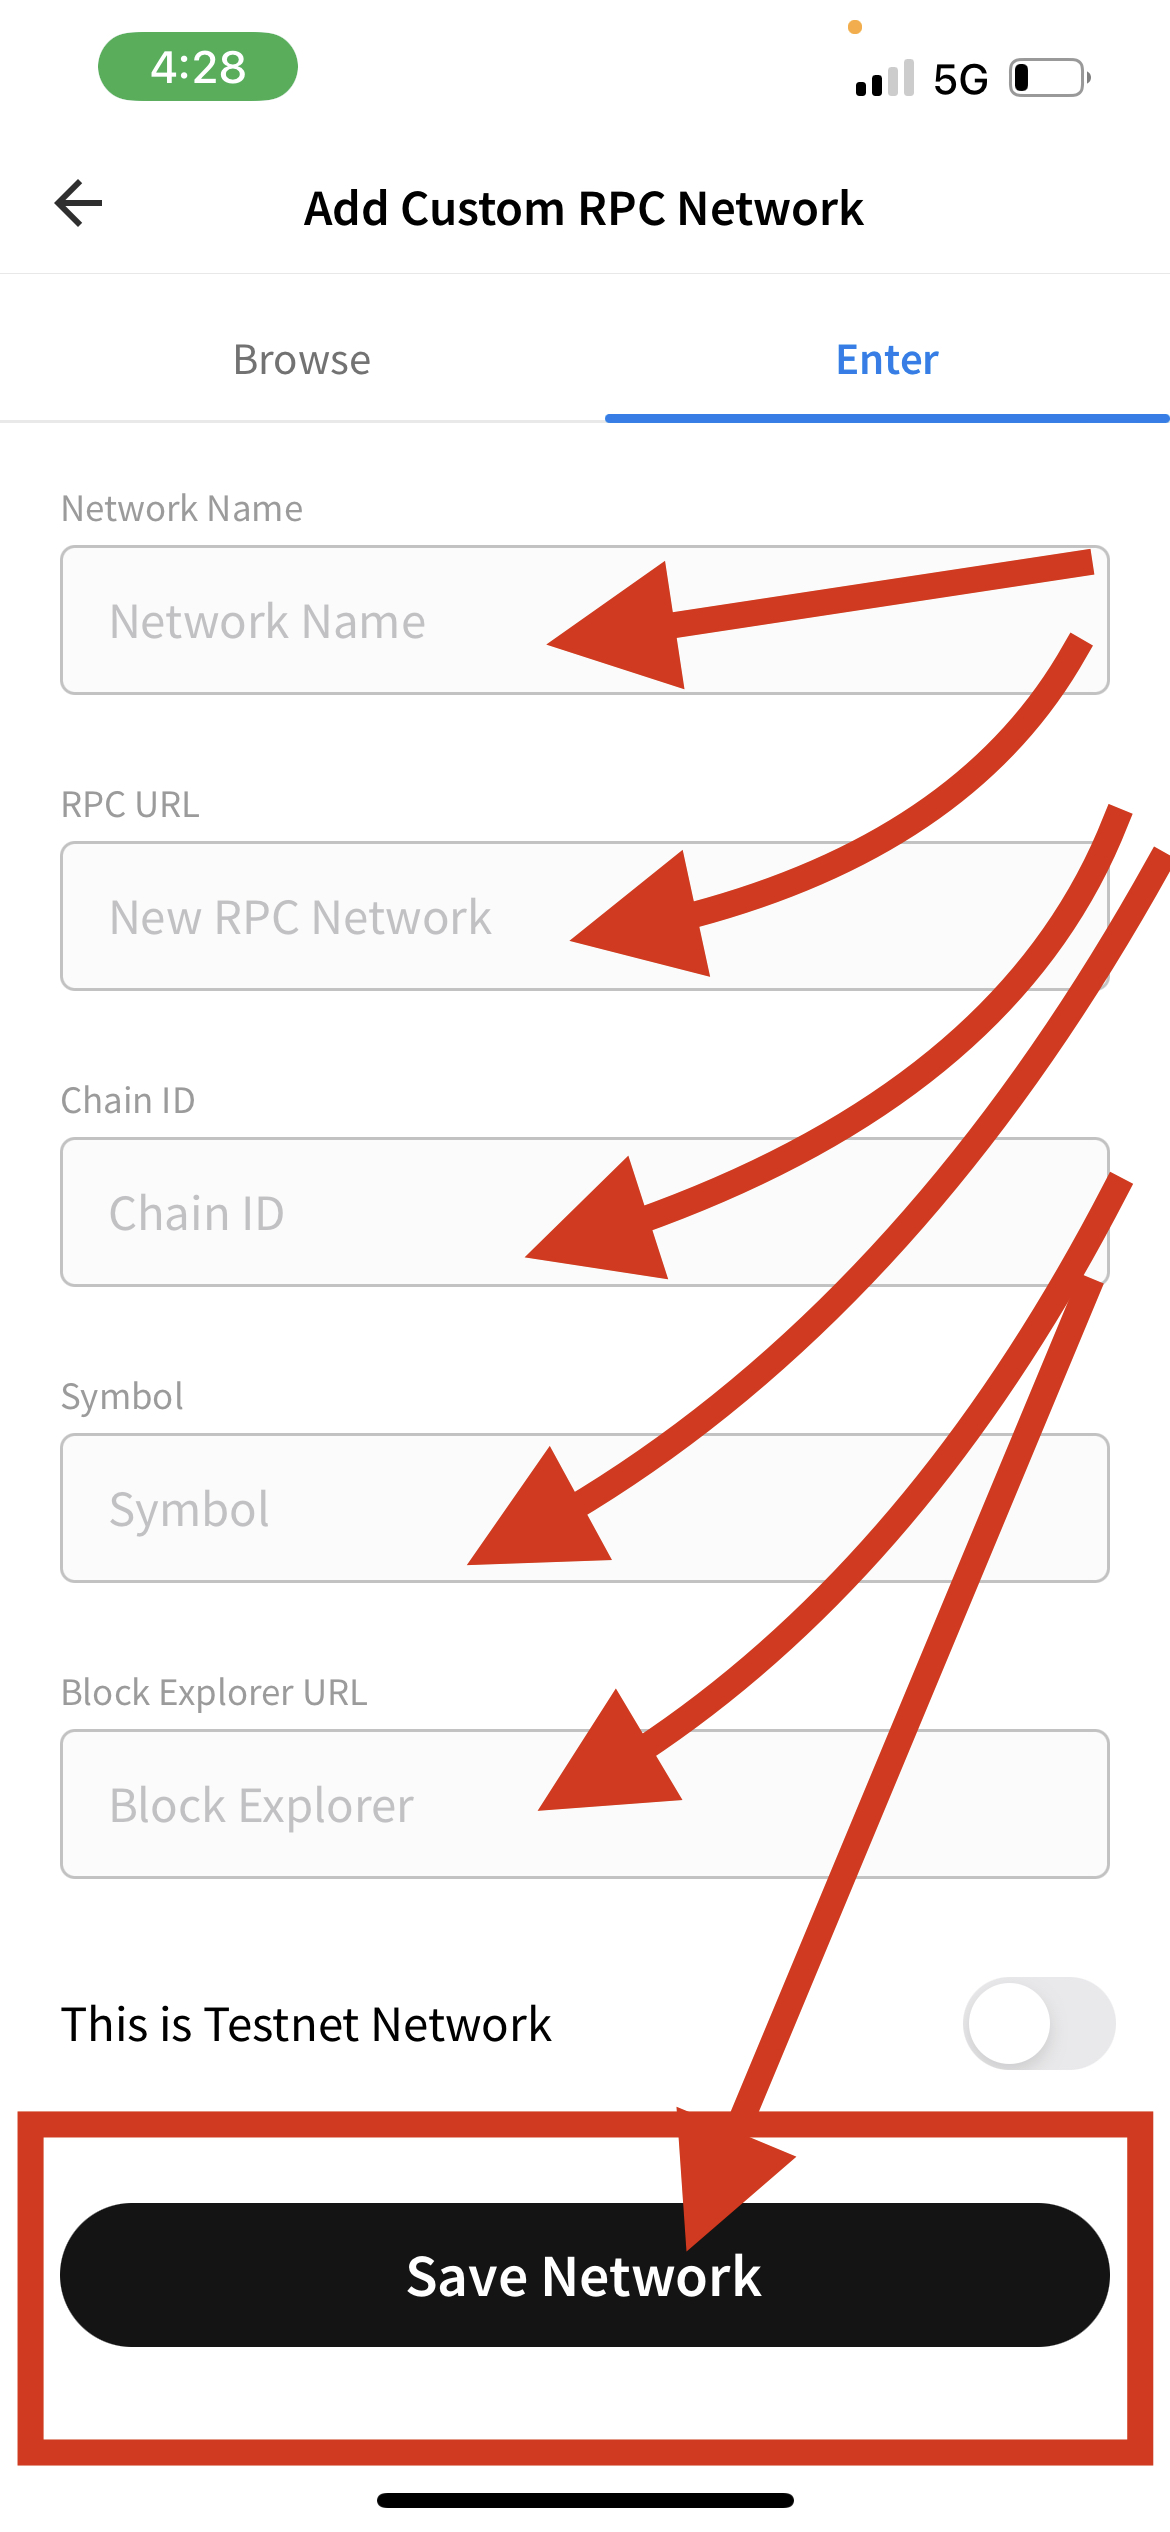 4:28
5G
Add Custom RPC Network
Browse
Enter
Network Name
Network Name
RPC URL
New RPC Network
Chain ID
Chain ID
Symbol
Symbol
Block Explorer URL
Block Explorer
This is Testnet Network
Save Network